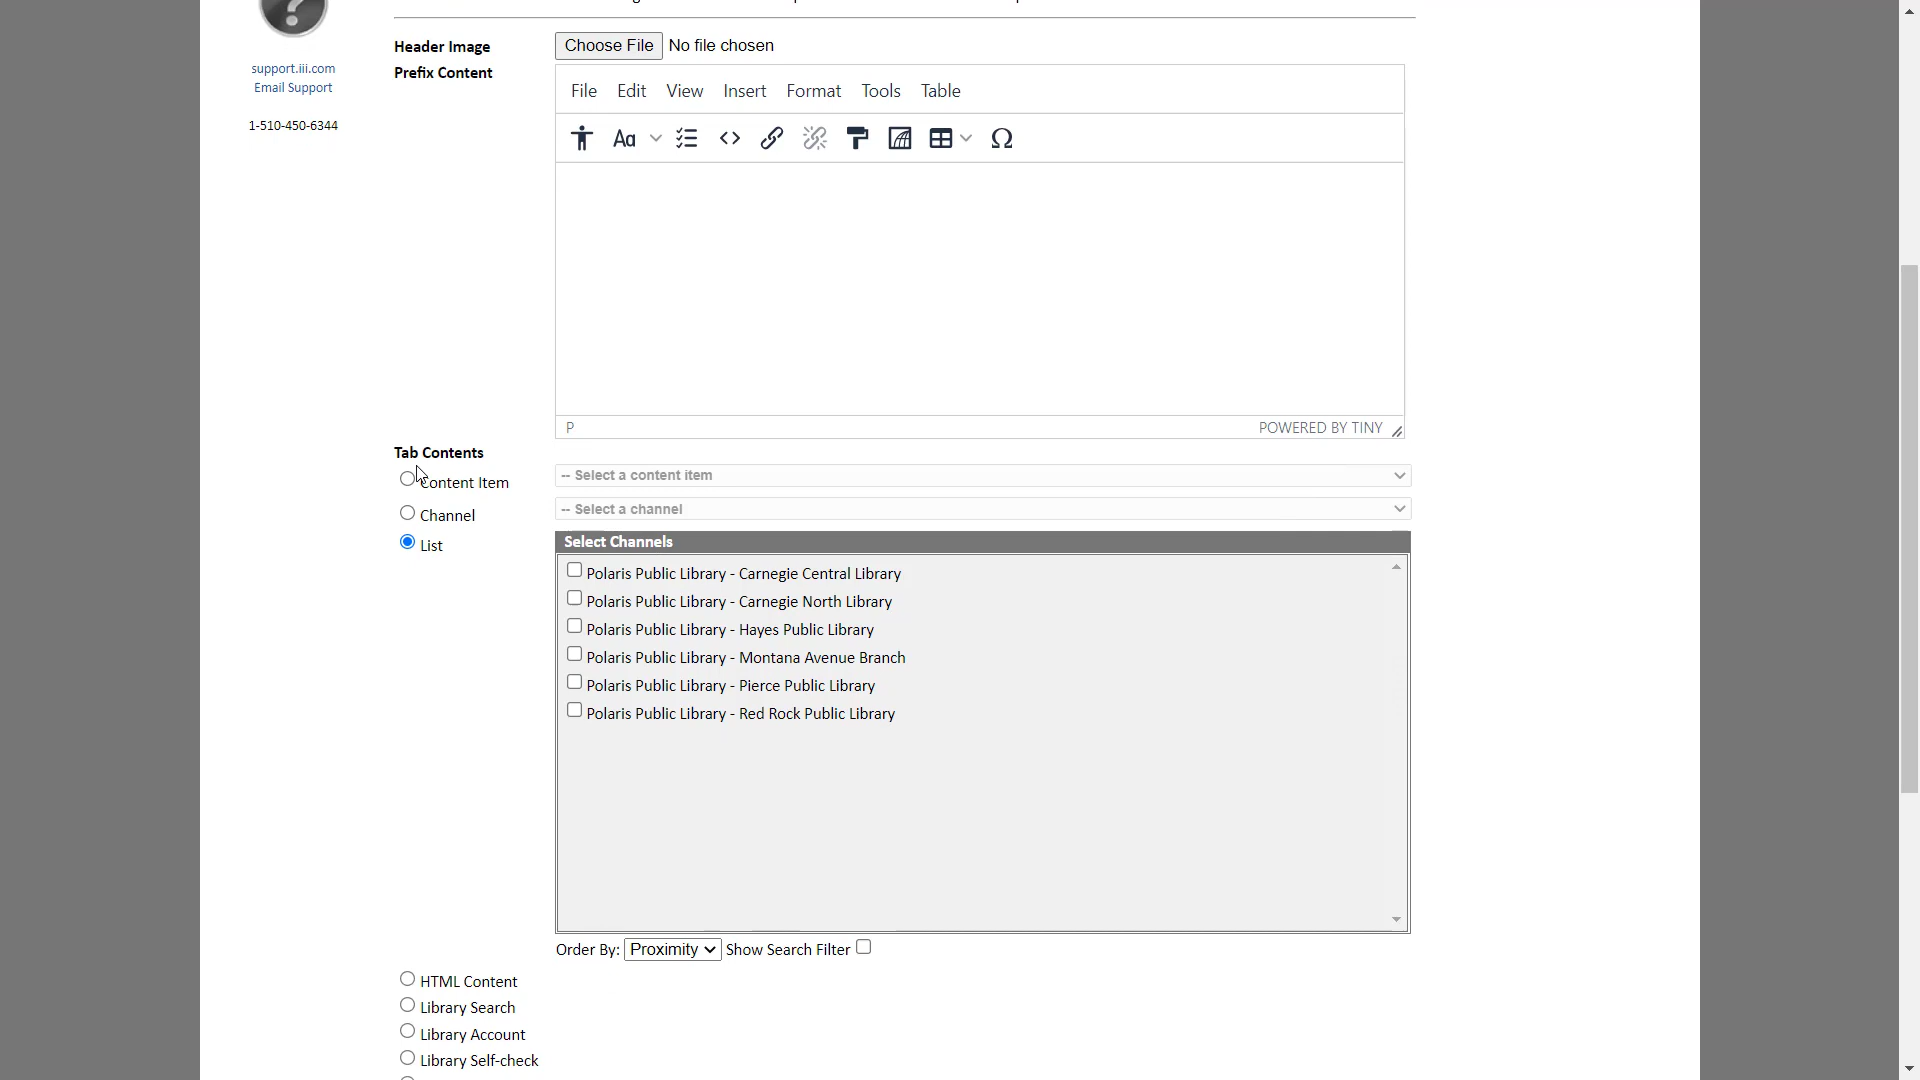 Header Image
Choose File No file chosen
support.iii.com
Email Support
1-510-450-6344
Prefix Content
File Edit View Insert Format Tools Table
Aa
P
POWERED BY TINY
Tab Contents
Content Item
-- Select a content item
Channel
-- Select a channel
List
Select Channels
Polaris Public Library - Carnegie Central Library
Polaris Public Library - Carnegie North Library
Polaris Public Library - Hayes Public Library
Polaris Public Library - Montana Avenue Branch
Polaris Public Library - Pierce Public Library
Polaris Public Library - Red Rock Public Library
Order By: Proximity Show Search Filter
HTML Content
Library Search
Library Account
Library Self-check